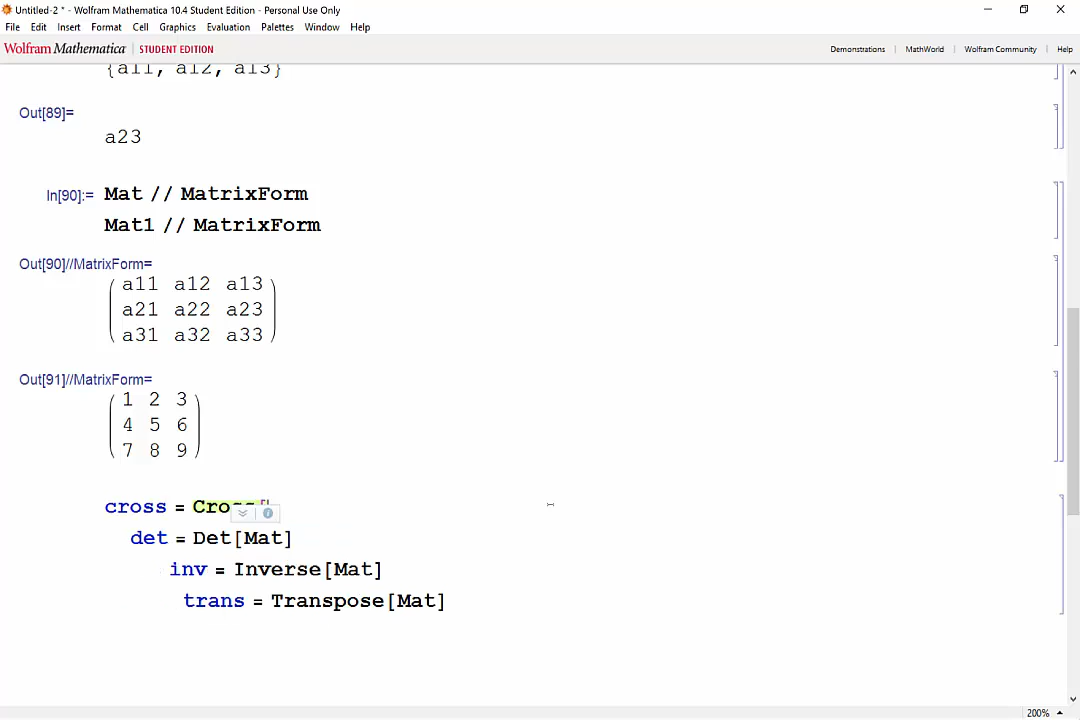 Untitled-2 * - Wolfram Mathematica 10.4 Student Edition - Personal Use Only
File Edit Insert Format Cell Graphics Evaluation Palettes Window Help
Wolfram Mathematica | STUDENT EDITION Demonstrations | MathWorld | Wolfram Community | Help
{a11, a12, a13}
Out[89]=
a23
In[90]:= Mat // MatrixForm
Mat1 // MatrixForm
Out[90]//MatrixForm=
a11 a12 a13
a21 a22 a23
a31 a32 a33
Out[91]//MatrixForm=
1 2 3
4 5 6
7 8 9
cross = Cross[
det = Det[Mat]
inv = Inverse[Mat]
trans = Transpose[Mat]
200%